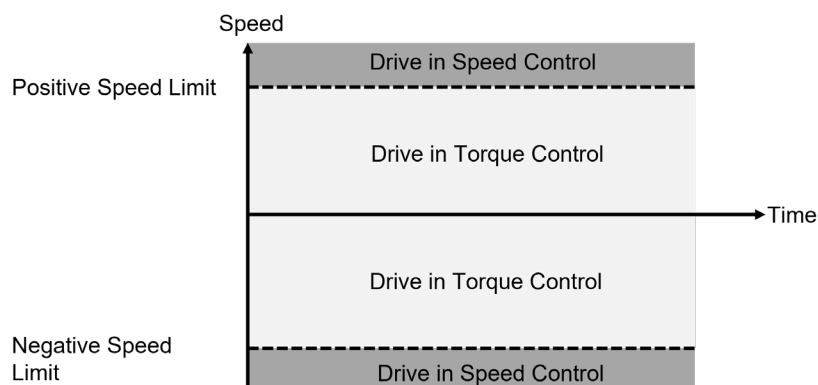 Speed
Drive in Speed Control
Positive Speed Limit
Drive in Torque Control
Time
Drive in Torque Control
Negative Speed
Limit
Drive in Speed Control